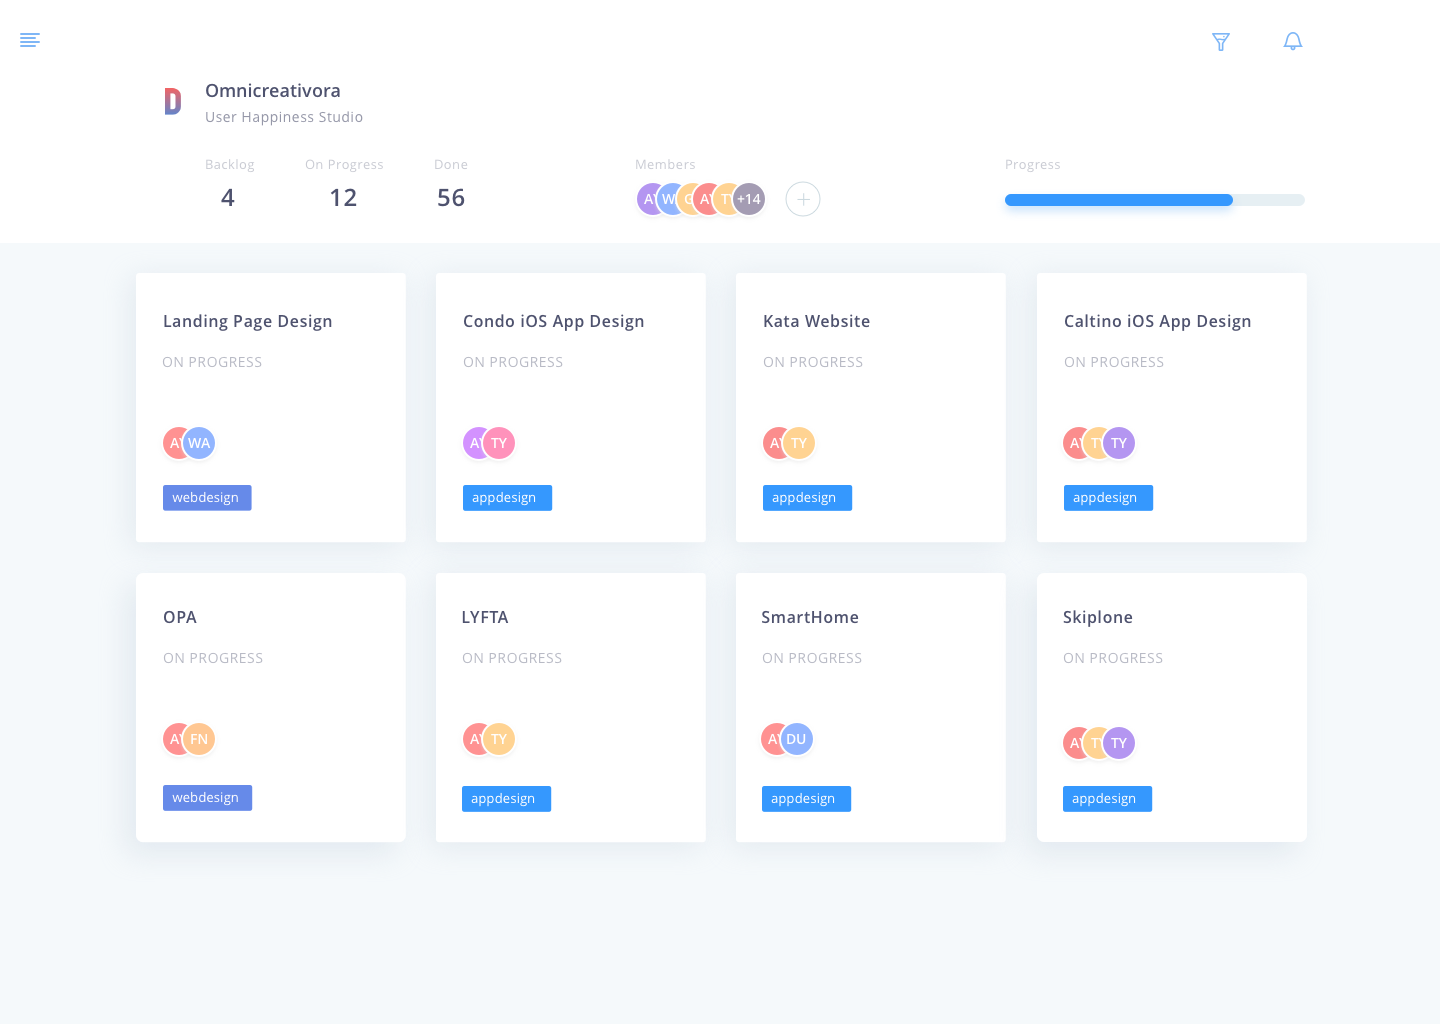 D
Omnicreativora
User Happiness Studio
Backlog
On Progress
Done
Members
Progress
4
12
56
+14
Landing Page Design
Condo iOS App Design
Kata Website
Caltino iOS App Design
ON PROGRESS
ON PROGRESS
ON PROGRESS
ON PROGRESS
WA
TY
TY
TY
webdesign
appdesign
appdesign
appdesign
OPA
LYFTA
SmartHome
Skiplone
ON PROGRESS
ON PROGRESS
ON PROGRESS
ON PROGRESS
FN
TY
DU
TY
webdesign
appdesign
appdesign
appdesign